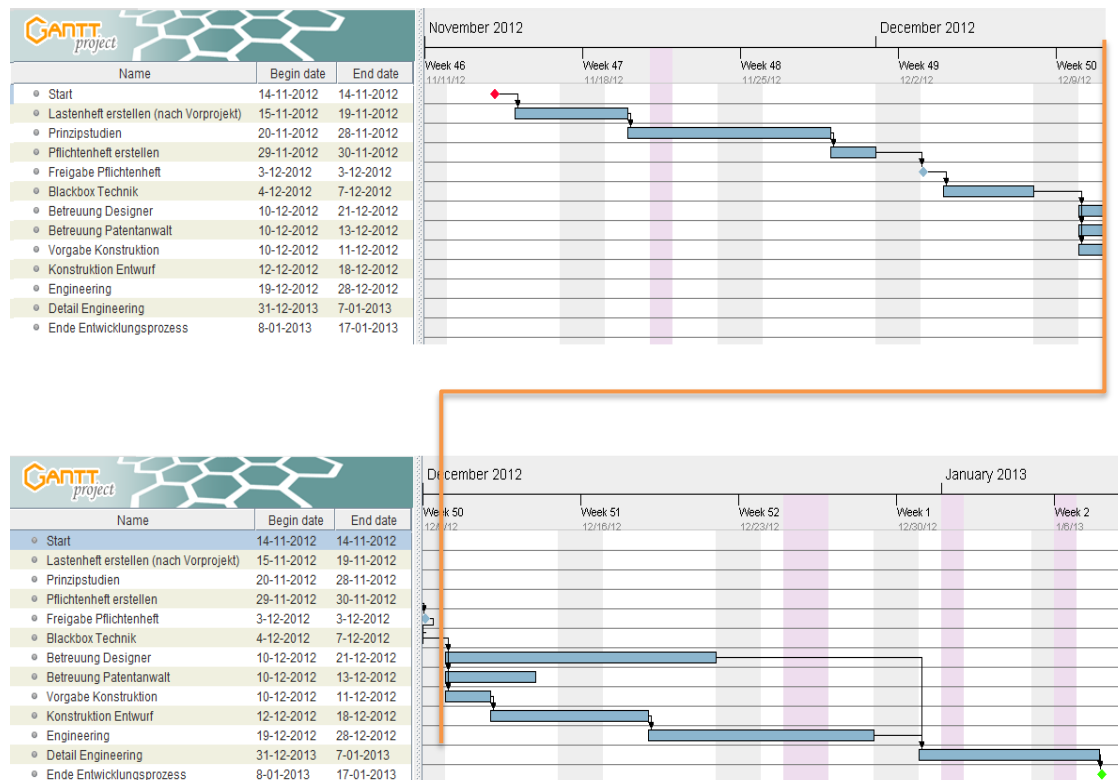 GANTT project
November 2012 December 2012
Name Begin date End date
Week 46 Week 47 Week 48 Week 49 Week 50
11/11/12 11/18/12 11/25/12 12/2/12 12/9/12
Start 14-11-2012 14-11-2012
Lastenheft erstellen (nach Vorprojekt) 15-11-2012 19-11-2012
Prinzipstudien 20-11-2012 28-11-2012
Pflichtenheft erstellen 29-11-2012 30-11-2012
Freigabe Pflichtenheft 3-12-2012 3-12-2012
Blackbox Technik 4-12-2012 7-12-2012
Betreuung Designer 10-12-2012 21-12-2012
Betreuung Patentanwalt 10-12-2012 13-12-2012
Vorgabe Konstruktion 10-12-2012 11-12-2012
Konstruktion Entwurf 12-12-2012 18-12-2012
Engineering 19-12-2012 28-12-2012
Detail Engineering 31-12-2013 7-01-2013
Ende Entwicklungsprozess 8-01-2013 17-01-2013
GANTT project
December 2012 January 2013
Name Begin date End date
Week 50 Week 51 Week 52 Week 1 Week 2
12/9/12 12/16/12 12/23/12 12/30/12 1/6/13
Start 14-11-2012 14-11-2012
Lastenheft erstellen (nach Vorprojekt) 15-11-2012 19-11-2012
Prinzipstudien 20-11-2012 28-11-2012
Pflichtenheft erstellen 29-11-2012 30-11-2012
Freigabe Pflichtenheft 3-12-2012 3-12-2012
Blackbox Technik 4-12-2012 7-12-2012
Betreuung Designer 10-12-2012 21-12-2012
Betreuung Patentanwalt 10-12-2012 13-12-2012
Vorgabe Konstruktion 10-12-2012 11-12-2012
Konstruktion Entwurf 12-12-2012 18-12-2012
Engineering 19-12-2012 28-12-2012
Detail Engineering 31-12-2013 7-01-2013
Ende Entwicklungsprozess 8-01-2013 17-01-2013